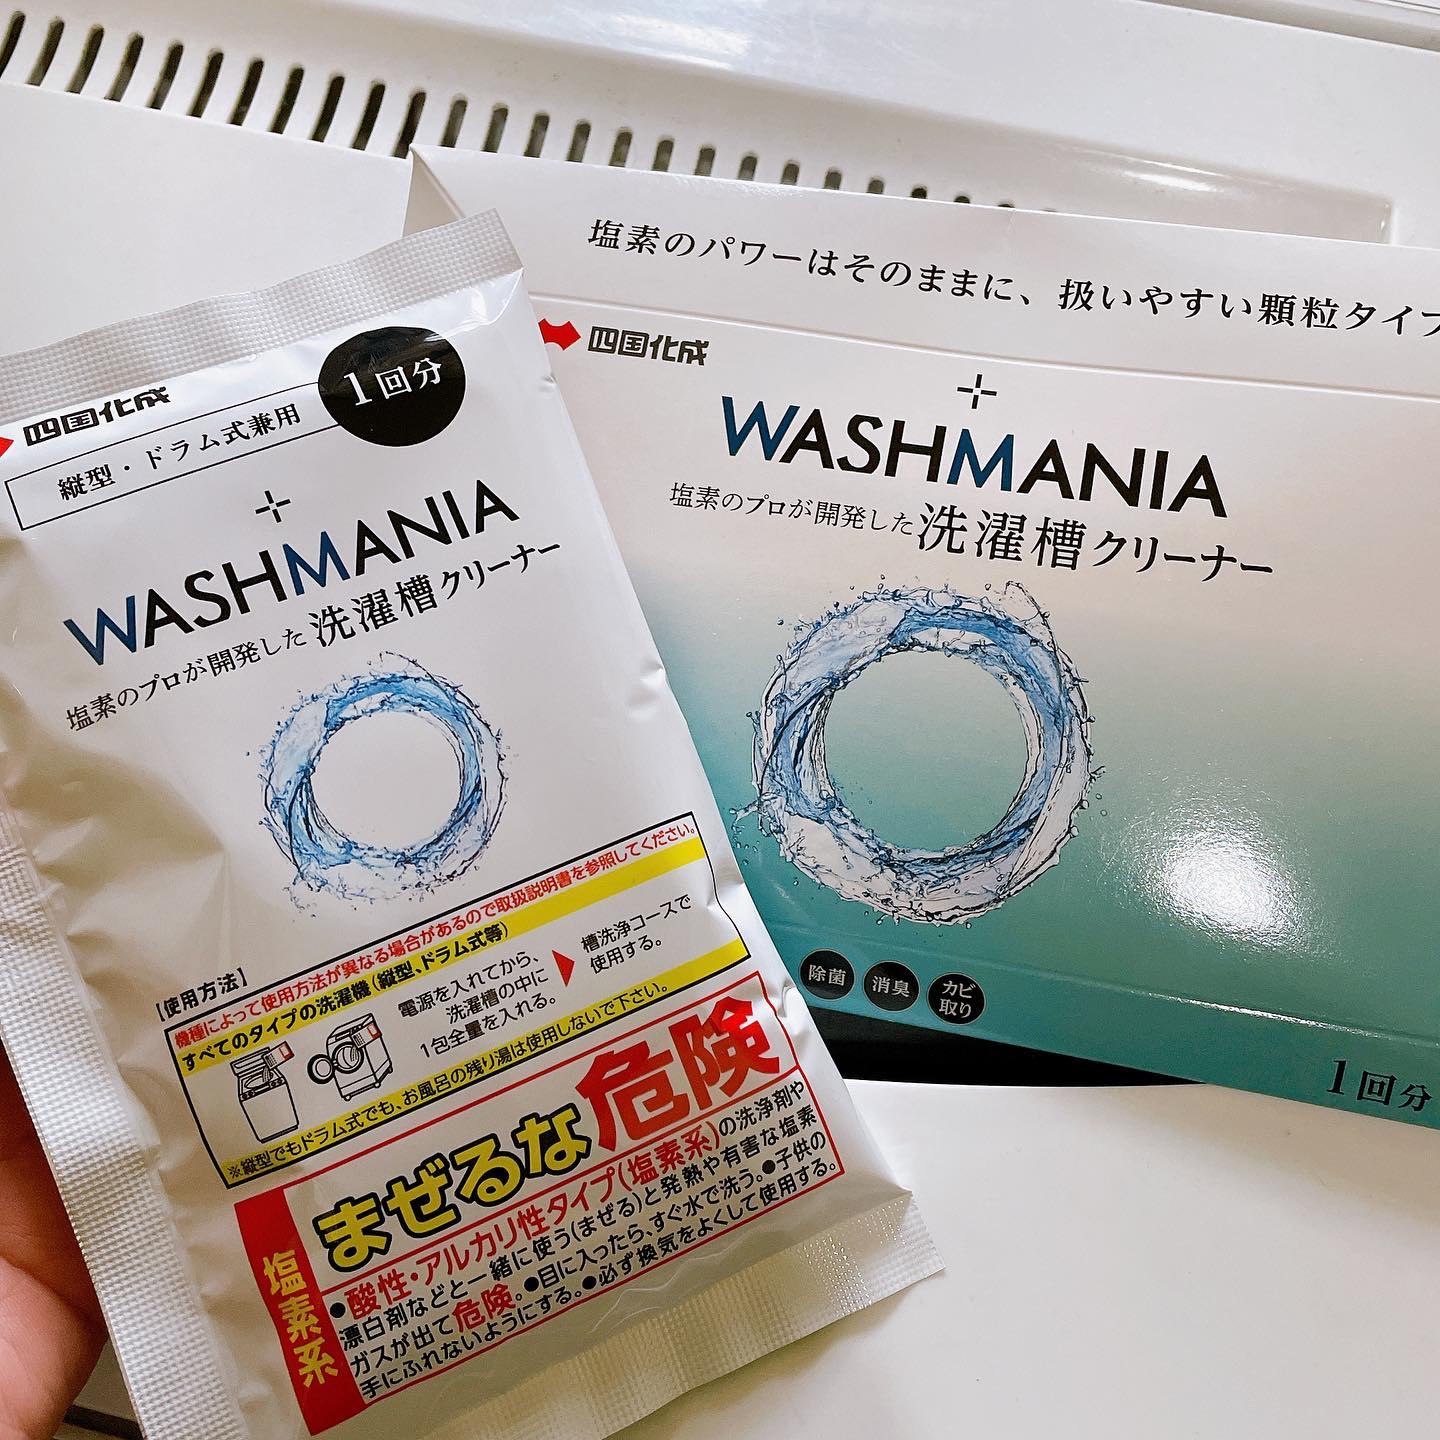 塩素のパワーはそのままに、扱いやすい顆粒タイプ
四国化成
WASHMANIA
塩素のプロが開発した洗濯槽クリーナー
除菌
消臭
カビ
取り
1回分
四国化成
縦型・ドラム式兼用
1回分
WASHMANIA
塩素のプロが開発した洗濯槽クリーナー
【使用方法】
機種によって使用方法が異なる場合があるので取扱説明書を参照してください。
すべてのタイプの洗濯機(縦型、ドラム式等)
電源を入れてから、
洗濯槽の中に
1包全量を入れる。
槽洗浄コースで
使用する。
※縦型でもドラム式でも、お風呂の残り湯は使用しないで下さい。
塩素系
まぜるな危険
●酸性・アルカリ性タイプ(塩素系)の洗浄剤や
漂白剤などと一緒に使う(まぜる)と発熱や有害な塩素
ガスが出て危険。●目に入ったら、すぐ水で洗う。●子供の
手にふれないようにする。●必ず換気をよくして使用する。